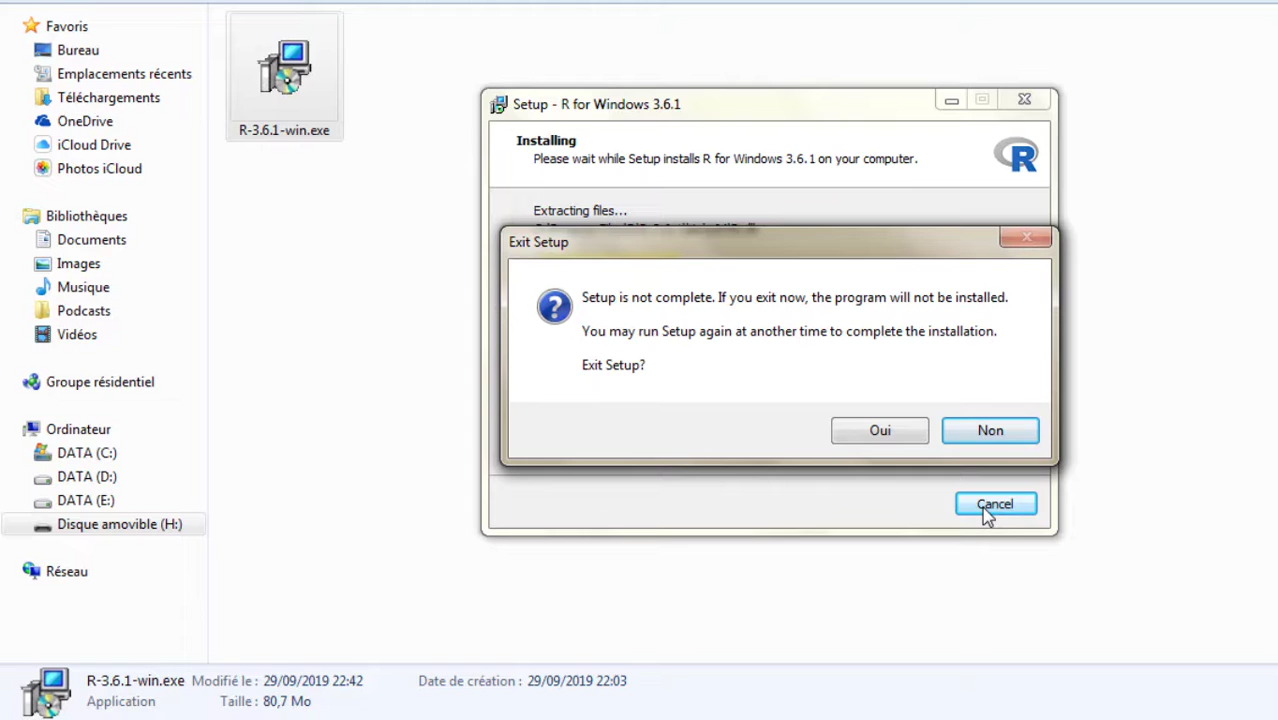 Favoris
Bureau
Emplacements récents
Téléchargements
OneDrive
iCloud Drive
Photos iCloud
Bibliothèques
Documents
Images
Musique
Podcasts
Vidéos
Groupe résidentiel
Ordinateur
DATA (C:)
DATA (D:)
DATA (E:)
Disque amovible (H:)
Réseau
R-3.6.1-win.exe
Setup - R for Windows 3.6.1
Installing
Please wait while Setup installs R for Windows 3.6.1 on your computer.
R
Extracting files...
Exit Setup
Setup is not complete. If you exit now, the program will not be installed.
You may run Setup again at another time to complete the installation.
Exit Setup?
Oui Non
Cancel
R-3.6.1-win.exe Modifié le : 29/09/2019 22:42 Date de création : 29/09/2019 22:03
Application Taille : 80,7 Mo